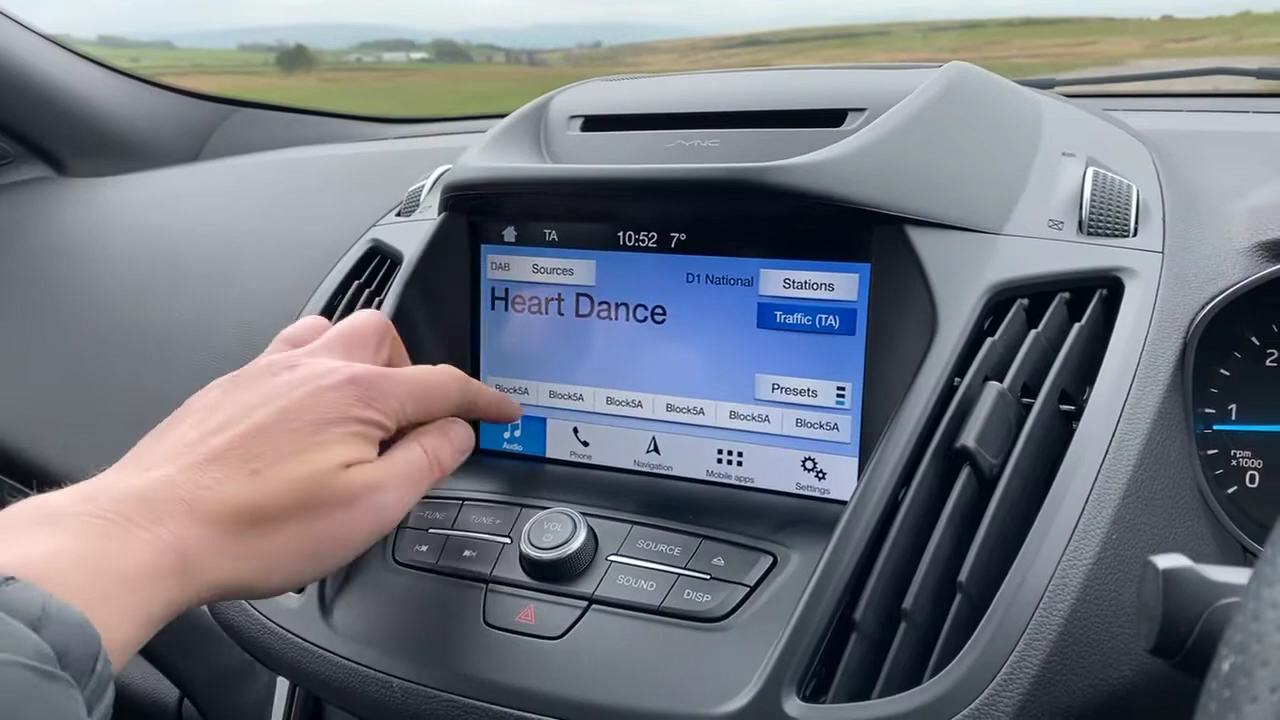 SYNC
TA 10:52 7°
DAB Sources
D1 National Stations
Heart Dance
Traffic (TA)
Presets
Block5A Block5A Block5A Block5A Block5A Block5A
Audio Phone Navigation Mobile apps Settings
-TUNE TUNE+ VOL SOURCE
SOUND DISP
2
1
rpm
x1000
0